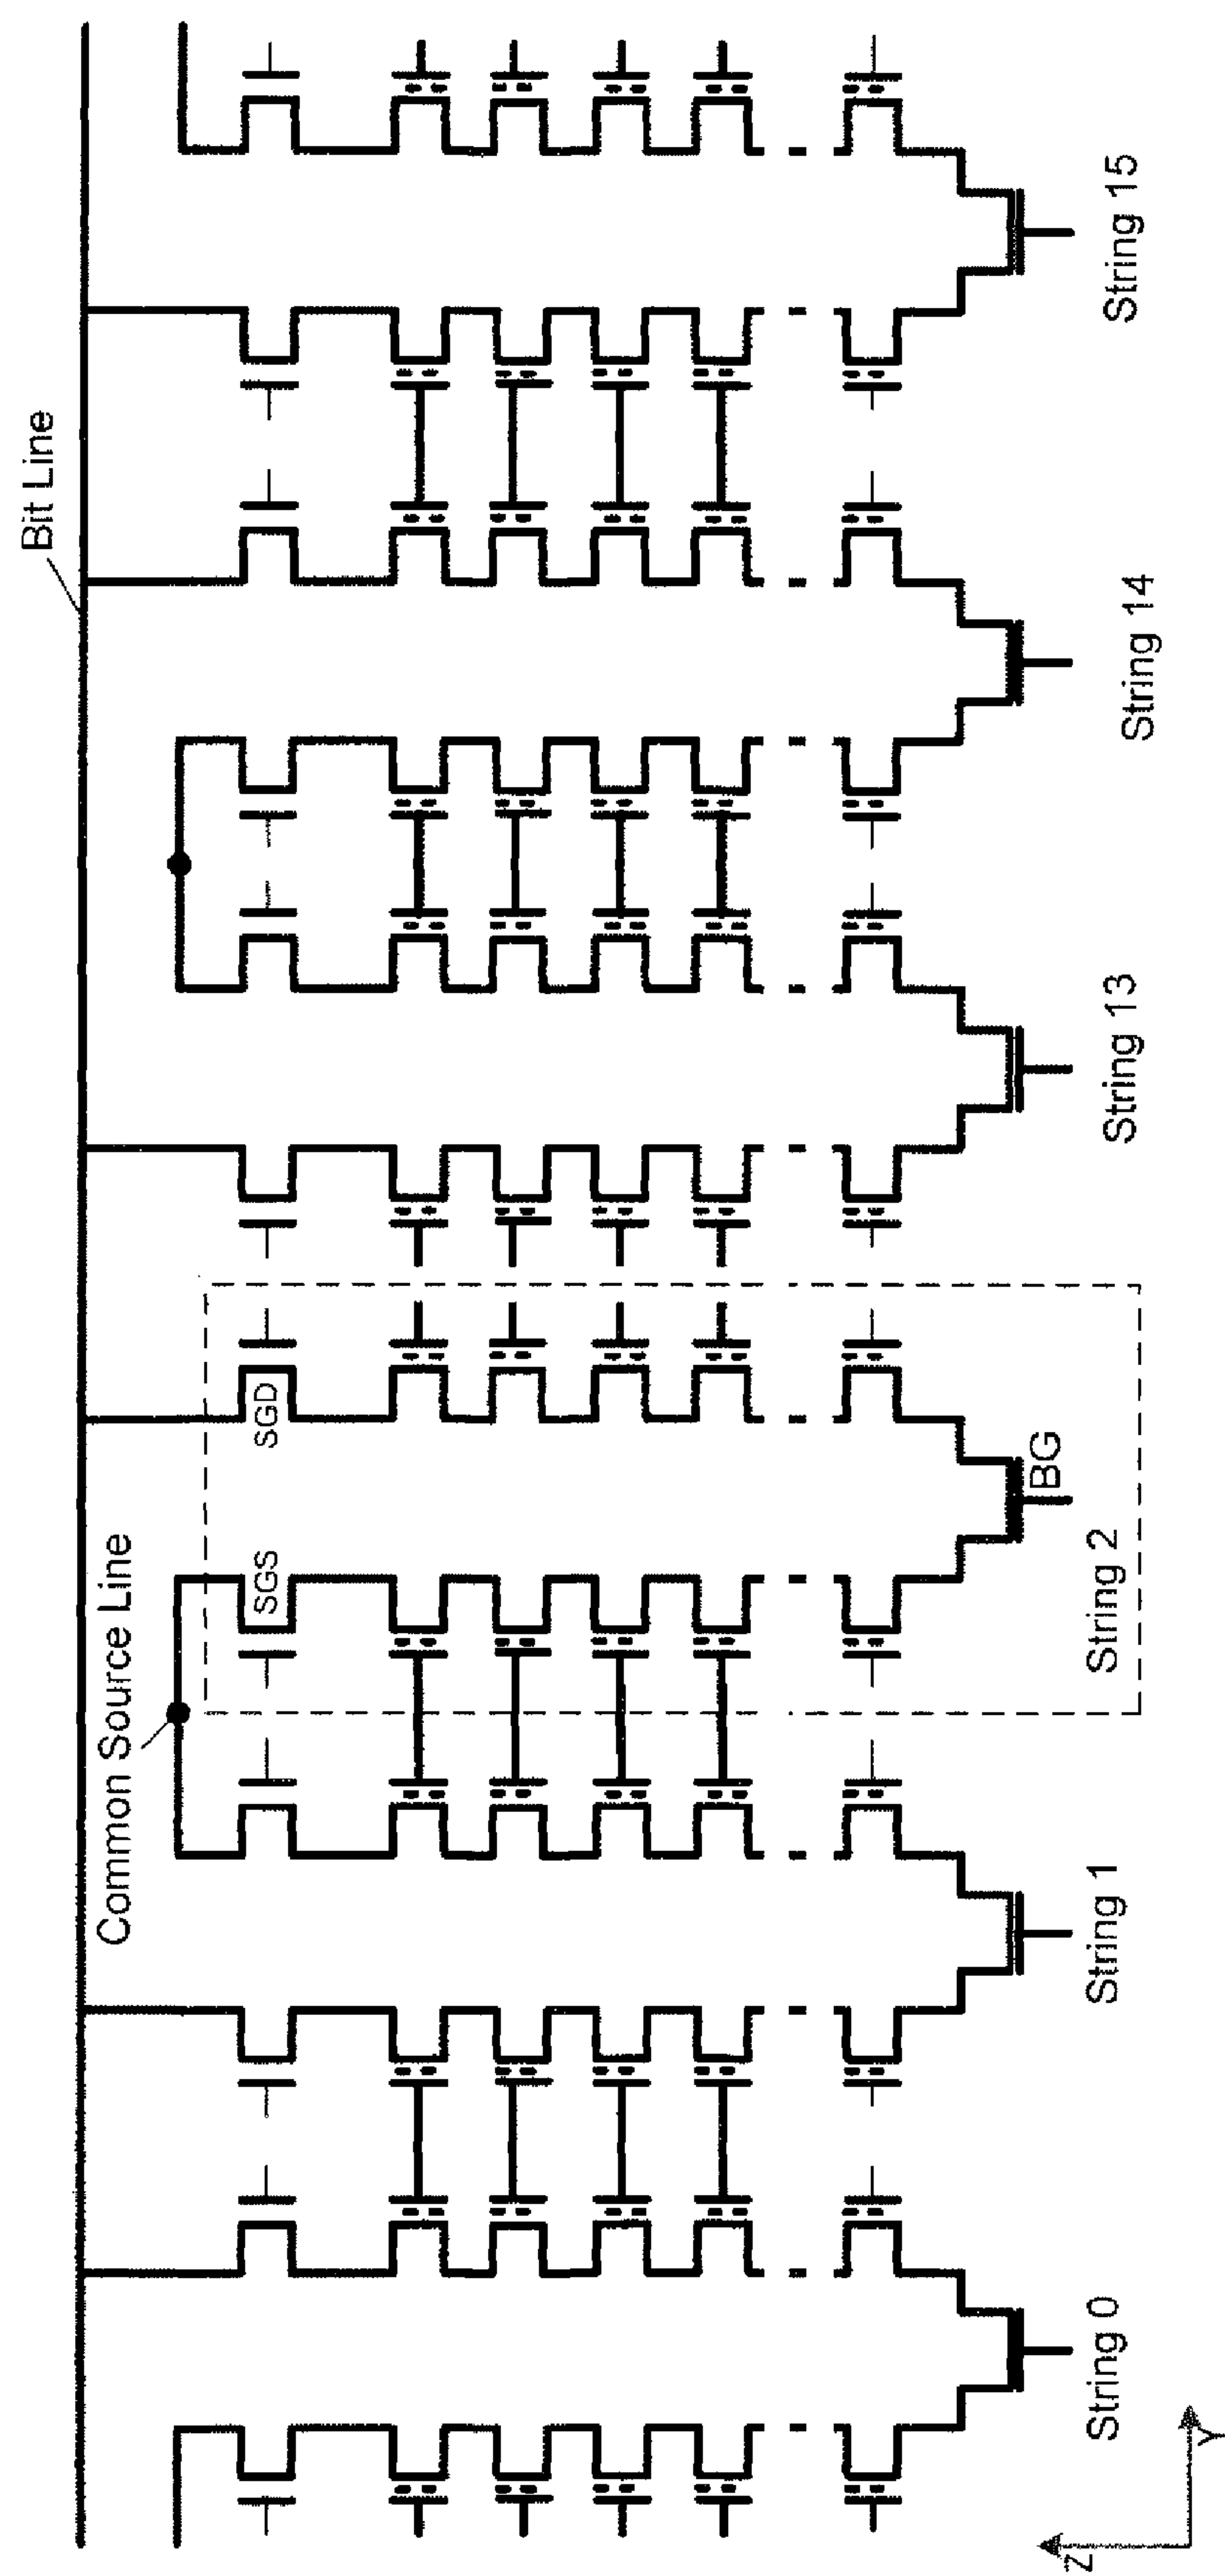 Bit Line
Common Source Line
SGS
SGD
BG
String 0
String 1
String 2
String 13
String 14
String 15
Z
Y